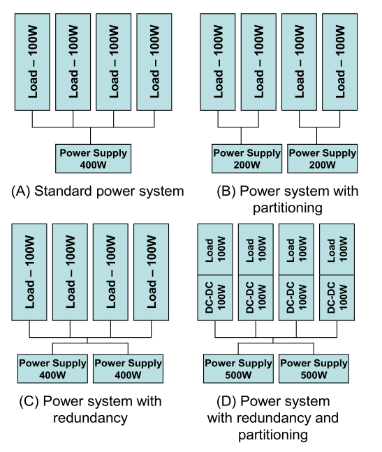 Load – 100W
Load – 100W
Load – 100W
Load – 100W
Power Supply
400W
(A) Standard power system
Load – 100W
Load – 100W
Load – 100W
Load – 100W
Power Supply
200W
Power Supply
200W
(B) Power system with
partitioning
Load – 100W
Load – 100W
Load – 100W
Load – 100W
Power Supply
400W
Power Supply
400W
(C) Power system with
redundancy
Load
100W
Load
100W
Load
100W
Load
100W
DC-DC
100W
DC-DC
100W
DC-DC
100W
DC-DC
100W
Power Supply
500W
Power Supply
500W
(D) Power system
with redundancy and
partitioning